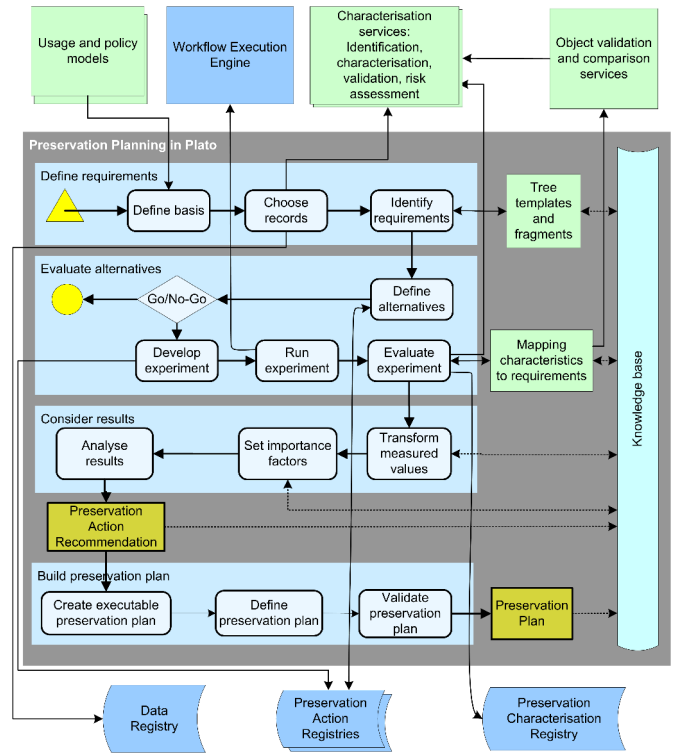 Usage and policy
models
Workflow Execution
Engine
Characterisation
services:
Identification,
characterisation,
validation, risk
assessment
Object validation
and comparison
services
Preservation Planning in Plato
Define requirements
Define basis
Choose
records
Identify
requirements
Tree
templates
and
fragments
Evaluate alternatives
Go/No-Go
Define
alternatives
Develop
experiment
Run
experiment
Evaluate
experiment
Mapping
characteristics
to requirements
Knowledge base
Consider results
Analyse
results
Set importance
factors
Transform
measured
values
Preservation
Action
Recommendation
Build preservation plan
Create executable
preservation plan
Define
preservation plan
Validate
preservation
plan
Preservation
Plan
Data
Registry
Preservation
Action
Registries
Preservation
Characterisation
Registry